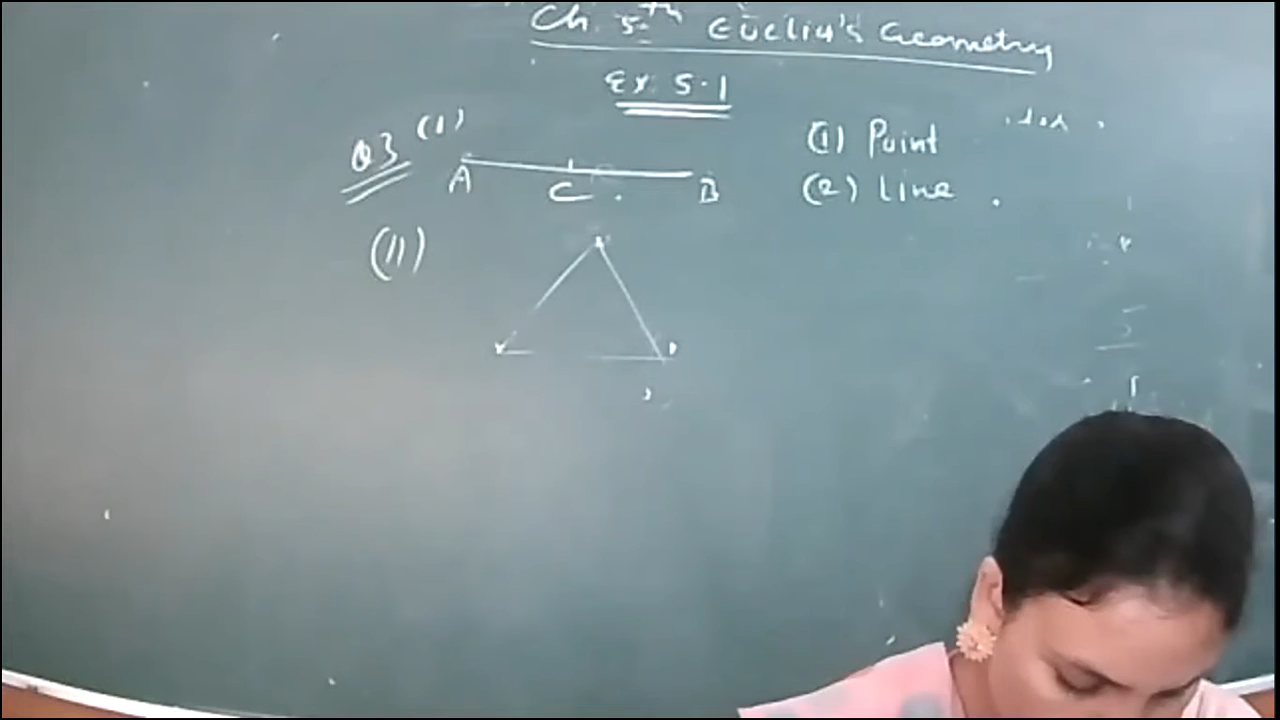 Ch. 5th Euclid's Geometry
Ex. 5.1
Q3 (I)
A C B
(1) Point
(2) Line
(II)